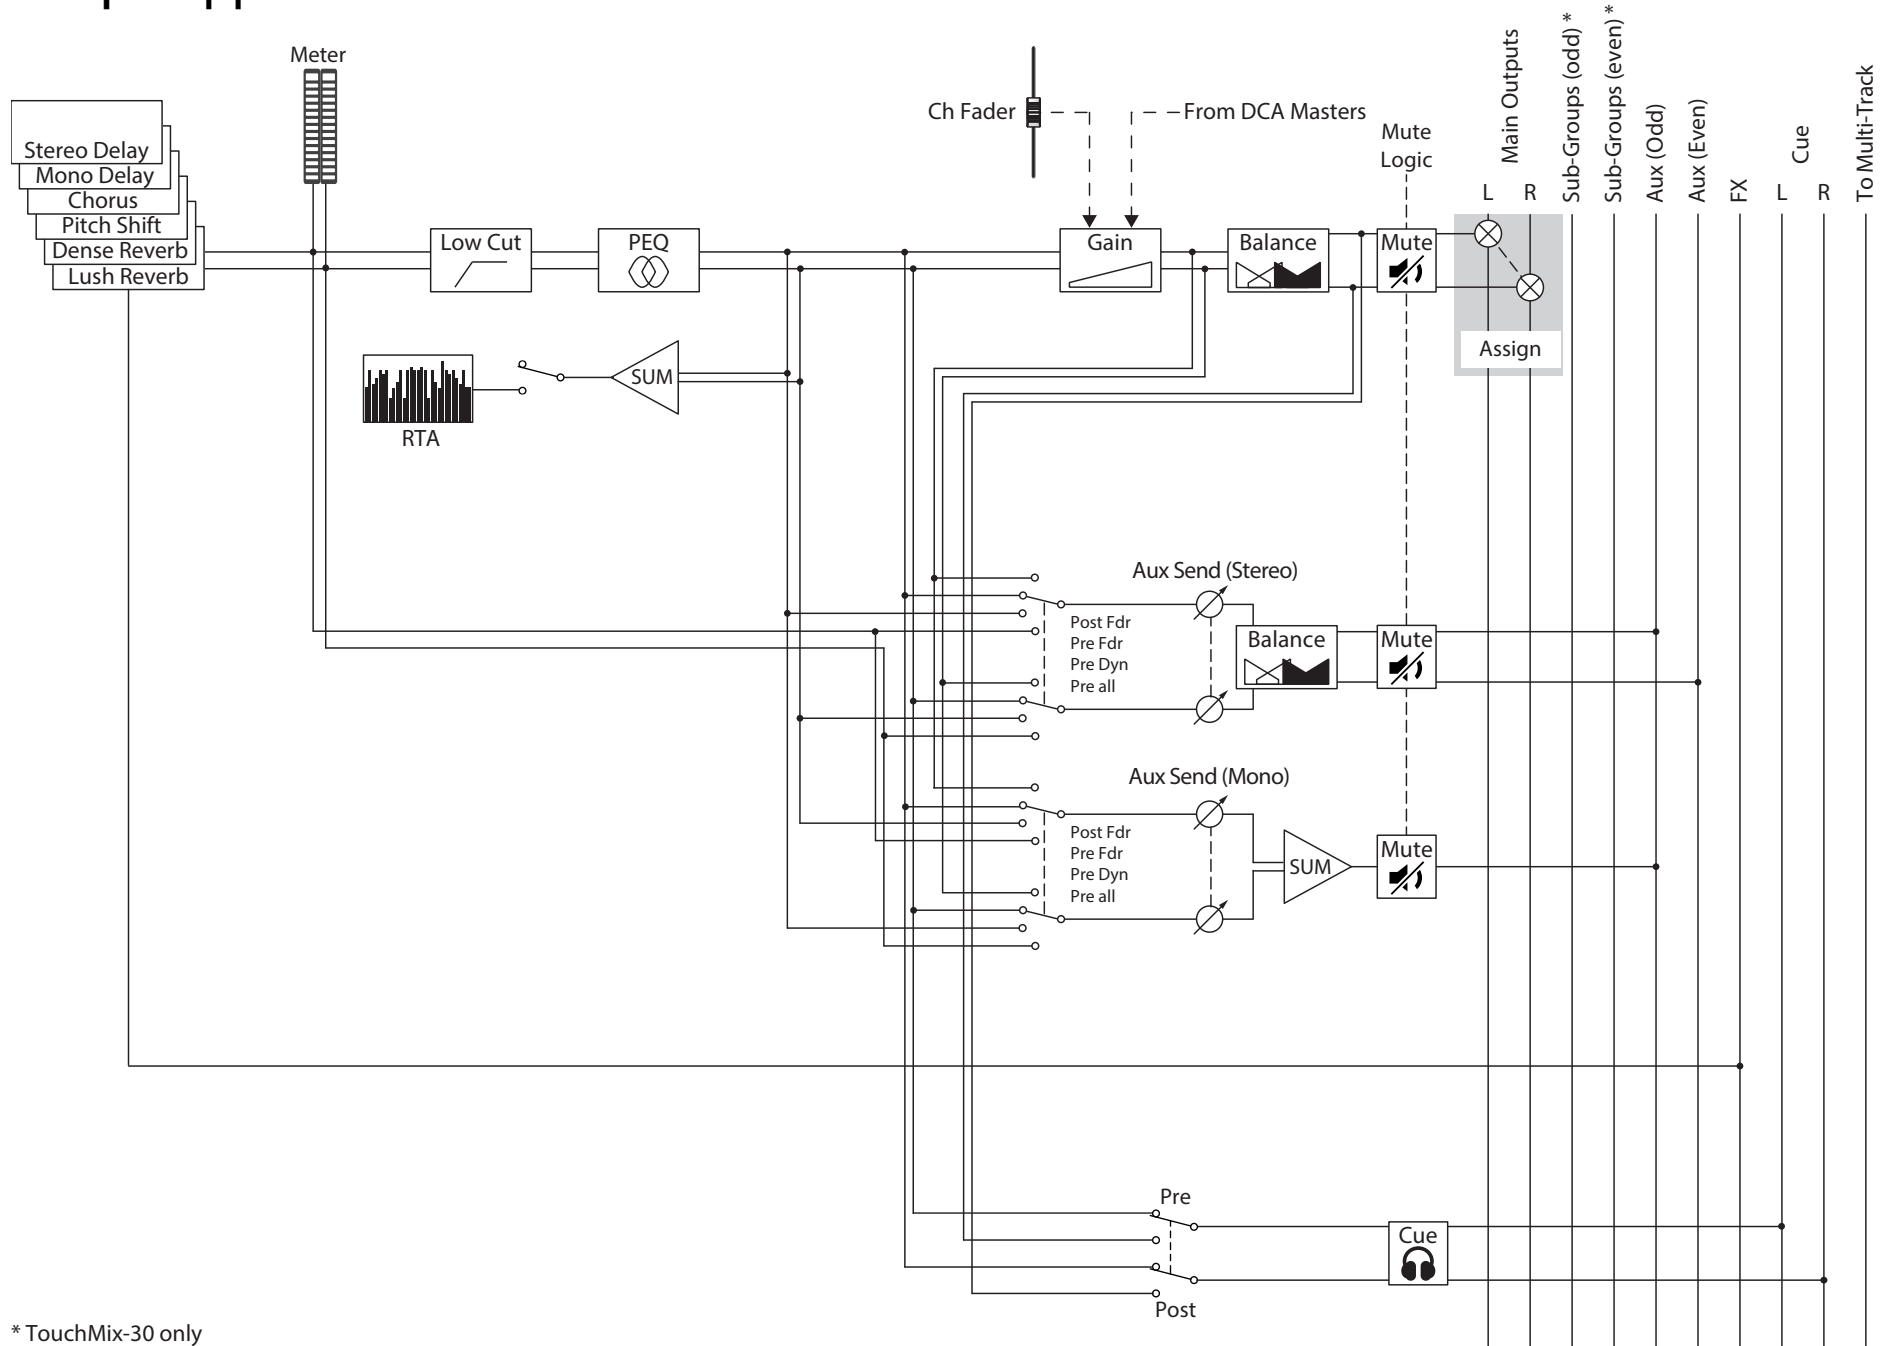 Meter
Ch Fader
From DCA Masters
Mute
Logic
Main Outputs
L
R
Sub-Groups (odd) *
Sub-Groups (even) *
Aux (Odd)
Aux (Even)
FX
Cue
L
R
To Multi-Track
Stereo Delay
Mono Delay
Chorus
Pitch Shift
Dense Reverb
Lush Reverb
Low Cut
PEQ
Gain
Balance
Mute
Assign
SUM
RTA
Aux Send (Stereo)
Post Fdr
Pre Fdr
Pre Dyn
Pre all
Balance
Mute
Aux Send (Mono)
Post Fdr
Pre Fdr
Pre Dyn
Pre all
SUM
Mute
Pre
Cue
Post
* TouchMix-30 only